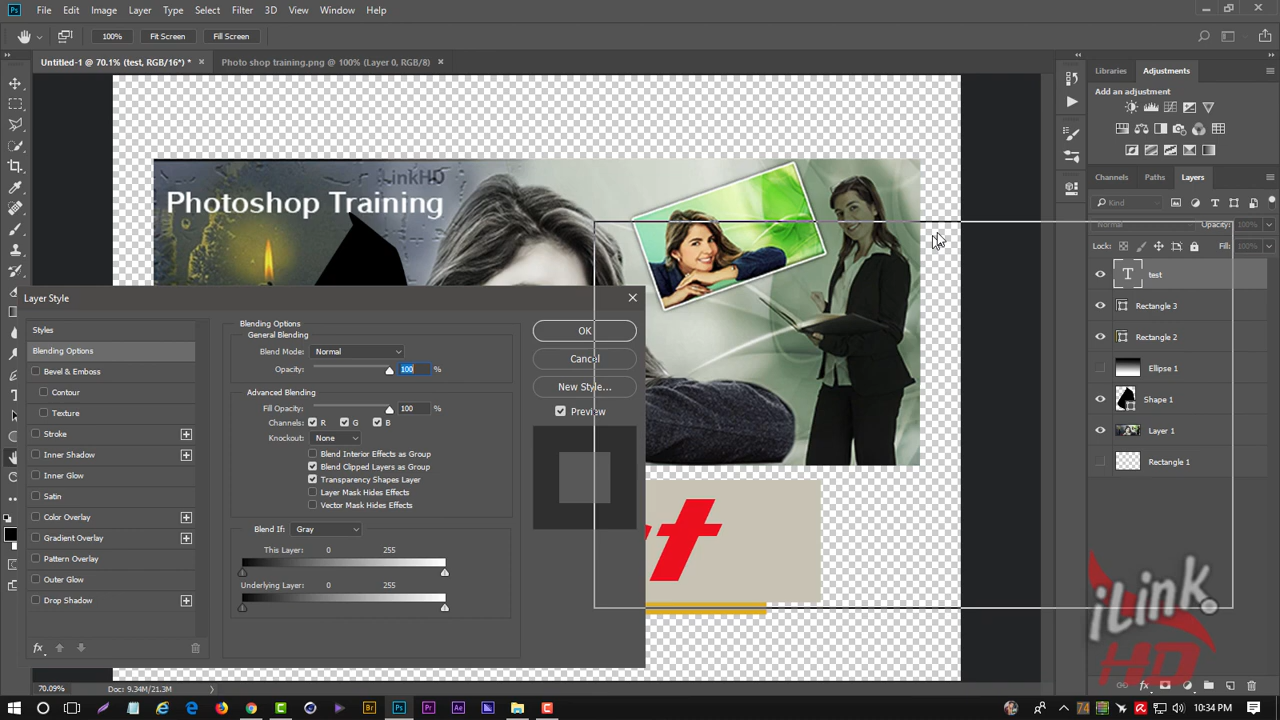 Ps File Edit Image Layer Type Select Filter 3D View Window Help
100% Fit Screen Fill Screen
Untitled-1 @ 70.1% (test, RGB/16*) * × Photo shop training.png @ 100% (Layer 0, RGB/8) ×
Libraries Adjustments
Add an adjustment
Channels Paths Layers
Kind
Normal Opacity: 100%
Lock: Fill: 100%
T test
Rectangle 3
Rectangle 2
Ellipse 1
Shape 1
Layer 1
Rectangle 1
LinkHD
Photoshop Training
Layer Style
Styles
Blending Options
Bevel & Emboss
Contour
Texture
Stroke
Inner Shadow
Inner Glow
Satin
Color Overlay
Gradient Overlay
Pattern Overlay
Outer Glow
Drop Shadow
fx
Blending Options
General Blending
Blend Mode: Normal
Opacity: 100 %
Advanced Blending
Fill Opacity: 100 %
Channels: R G B
Knockout: None
Blend Interior Effects as Group
Blend Clipped Layers as Group
Transparency Shapes Layer
Layer Mask Hides Effects
Vector Mask Hides Effects
Blend If: Gray
This Layer: 0 255
Underlying Layer: 0 255
OK
Cancel
New Style...
Preview
t
iLink
HD
70.09% Doc: 9.34M/21.3M
Br Ps Pr Ae
74
10:34 PM